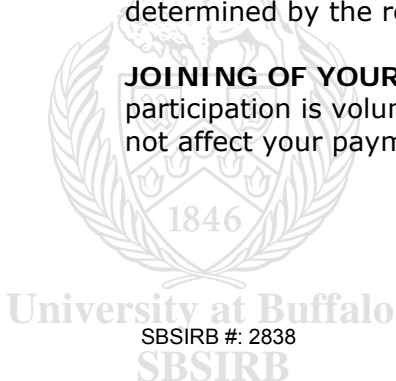 determined by the re
JOINING OF YOUR
participation is volun
not affect your paym
1846
University at Buffalo
SBSIRB #: 2838
SBSIRB